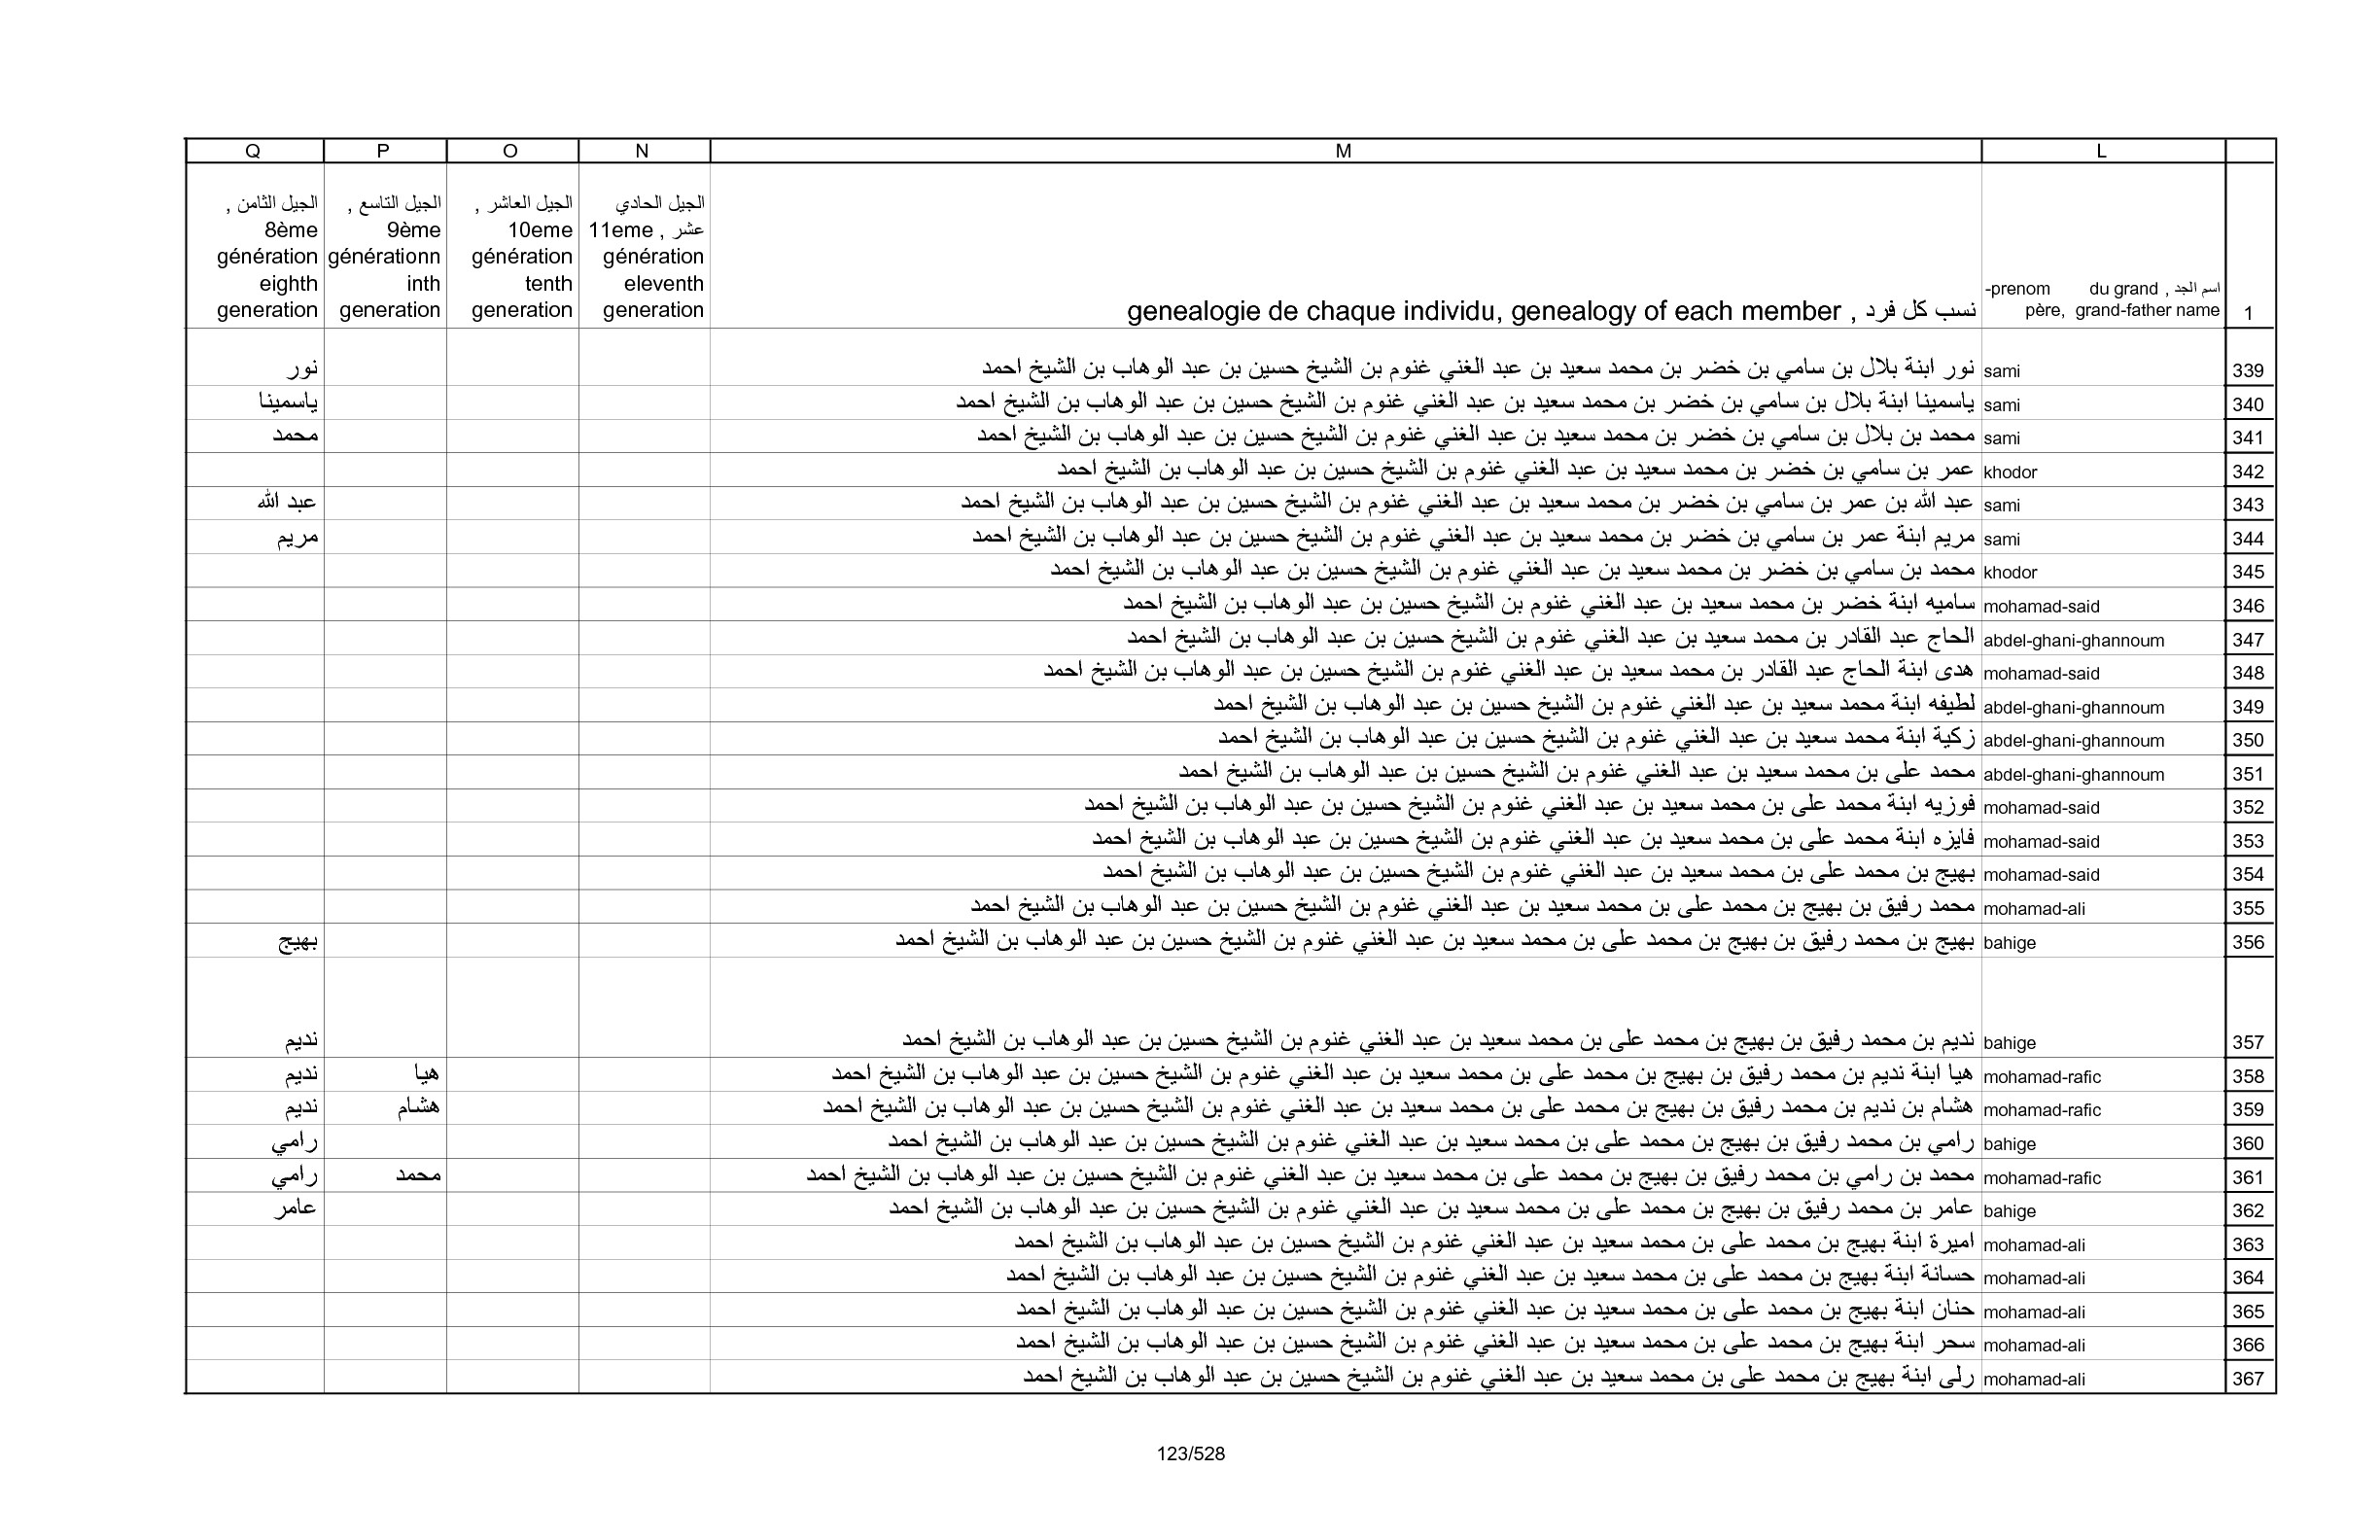 L M N O P Q
1 اسم الجد , prenom- du grand père, grand-father name نسب كل فرد , genealogie de chaque individu, genealogy of each member الجيل الحادي عشر , 11eme génération eleventh generation الجيل العاشر , 10eme génération tenth generation الجيل التاسع , 9ème générationn inth generation الجيل الثامن , 8ème génération eighth generation
339 sami نور ابنة بلال بن سامي بن خضر بن محمد سعيد بن عبد الغني غنوم بن الشيخ حسين بن عبد الوهاب بن الشيخ احمد نور
340 sami ياسمينا ابنة بلال بن سامي بن خضر بن محمد سعيد بن عبد الغني غنوم بن الشيخ حسين بن عبد الوهاب بن الشيخ احمد ياسمينا
341 sami محمد بن بلال بن سامي بن خضر بن محمد سعيد بن عبد الغني غنوم بن الشيخ حسين بن عبد الوهاب بن الشيخ احمد محمد
342 khodor عمر بن سامي بن خضر بن محمد سعيد بن عبد الغني غنوم بن الشيخ حسين بن عبد الوهاب بن الشيخ احمد
343 sami عبد الله بن عمر بن سامي بن خضر بن محمد سعيد بن عبد الغني غنوم بن الشيخ حسين بن عبد الوهاب بن الشيخ احمد عبد الله
344 sami مريم ابنة عمر بن سامي بن خضر بن محمد سعيد بن عبد الغني غنوم بن الشيخ حسين بن عبد الوهاب بن الشيخ احمد مريم
345 khodor محمد بن سامي بن خضر بن محمد سعيد بن عبد الغني غنوم بن الشيخ حسين بن عبد الوهاب بن الشيخ احمد
346 mohamad-said ساميه ابنة خضر بن محمد سعيد بن عبد الغني غنوم بن الشيخ حسين بن عبد الوهاب بن الشيخ احمد
347 abdel-ghani-ghannoum الحاج عبد القادر بن محمد سعيد بن عبد الغني غنوم بن الشيخ حسين بن عبد الوهاب بن الشيخ احمد
348 mohamad-said هدى ابنة الحاج عبد القادر بن محمد سعيد بن عبد الغني غنوم بن الشيخ حسين بن عبد الوهاب بن الشيخ احمد
349 abdel-ghani-ghannoum لطيفه ابنة محمد سعيد بن عبد الغني غنوم بن الشيخ حسين بن عبد الوهاب بن الشيخ احمد
350 abdel-ghani-ghannoum زكية ابنة محمد سعيد بن عبد الغني غنوم بن الشيخ حسين بن عبد الوهاب بن الشيخ احمد
351 abdel-ghani-ghannoum محمد على بن محمد سعيد بن عبد الغني غنوم بن الشيخ حسين بن عبد الوهاب بن الشيخ احمد
352 mohamad-said فوزيه ابنة محمد على بن محمد سعيد بن عبد الغني غنوم بن الشيخ حسين بن عبد الوهاب بن الشيخ احمد
353 mohamad-said فايزه ابنة محمد على بن محمد سعيد بن عبد الغني غنوم بن الشيخ حسين بن عبد الوهاب بن الشيخ احمد
354 mohamad-said بهيج بن محمد على بن محمد سعيد بن عبد الغني غنوم بن الشيخ حسين بن عبد الوهاب بن الشيخ احمد
355 mohamad-ali محمد رفيق بن بهيج بن محمد على بن محمد سعيد بن عبد الغني غنوم بن الشيخ حسين بن عبد الوهاب بن الشيخ احمد
356 bahige بهيج بن محمد رفيق بن بهيج بن محمد على بن محمد سعيد بن عبد الغني غنوم بن الشيخ حسين بن عبد الوهاب بن الشيخ احمد بهيج
357 bahige نديم بن محمد رفيق بن بهيج بن محمد على بن محمد سعيد بن عبد الغني غنوم بن الشيخ حسين بن عبد الوهاب بن الشيخ احمد نديم
358 mohamad-rafic هيا ابنة نديم بن محمد رفيق بن بهيج بن محمد على بن محمد سعيد بن عبد الغني غنوم بن الشيخ حسين بن عبد الوهاب بن الشيخ احمد هيا نديم
359 mohamad-rafic هشام بن نديم بن محمد رفيق بن بهيج بن محمد على بن محمد سعيد بن عبد الغني غنوم بن الشيخ حسين بن عبد الوهاب بن الشيخ احمد هشام نديم
360 bahige رامي بن محمد رفيق بن بهيج بن محمد على بن محمد سعيد بن عبد الغني غنوم بن الشيخ حسين بن عبد الوهاب بن الشيخ احمد رامي
361 mohamad-rafic محمد بن رامي بن محمد رفيق بن بهيج بن محمد على بن محمد سعيد بن عبد الغني غنوم بن الشيخ حسين بن عبد الوهاب بن الشيخ احمد محمد رامي
362 bahige عامر بن محمد رفيق بن بهيج بن محمد على بن محمد سعيد بن عبد الغني غنوم بن الشيخ حسين بن عبد الوهاب بن الشيخ احمد عامر
363 mohamad-ali اميرة ابنة بهيج بن محمد على بن محمد سعيد بن عبد الغني غنوم بن الشيخ حسين بن عبد الوهاب بن الشيخ احمد
364 mohamad-ali حسانة ابنة بهيج بن محمد على بن محمد سعيد بن عبد الغني غنوم بن الشيخ حسين بن عبد الوهاب بن الشيخ احمد
365 mohamad-ali حنان ابنة بهيج بن محمد على بن محمد سعيد بن عبد الغني غنوم بن الشيخ حسين بن عبد الوهاب بن الشيخ احمد
366 mohamad-ali سحر ابنة بهيج بن محمد على بن محمد سعيد بن عبد الغني غنوم بن الشيخ حسين بن عبد الوهاب بن الشيخ احمد
367 mohamad-ali رلى ابنة بهيج بن محمد على بن محمد سعيد بن عبد الغني غنوم بن الشيخ حسين بن عبد الوهاب بن الشيخ احمد
123/528